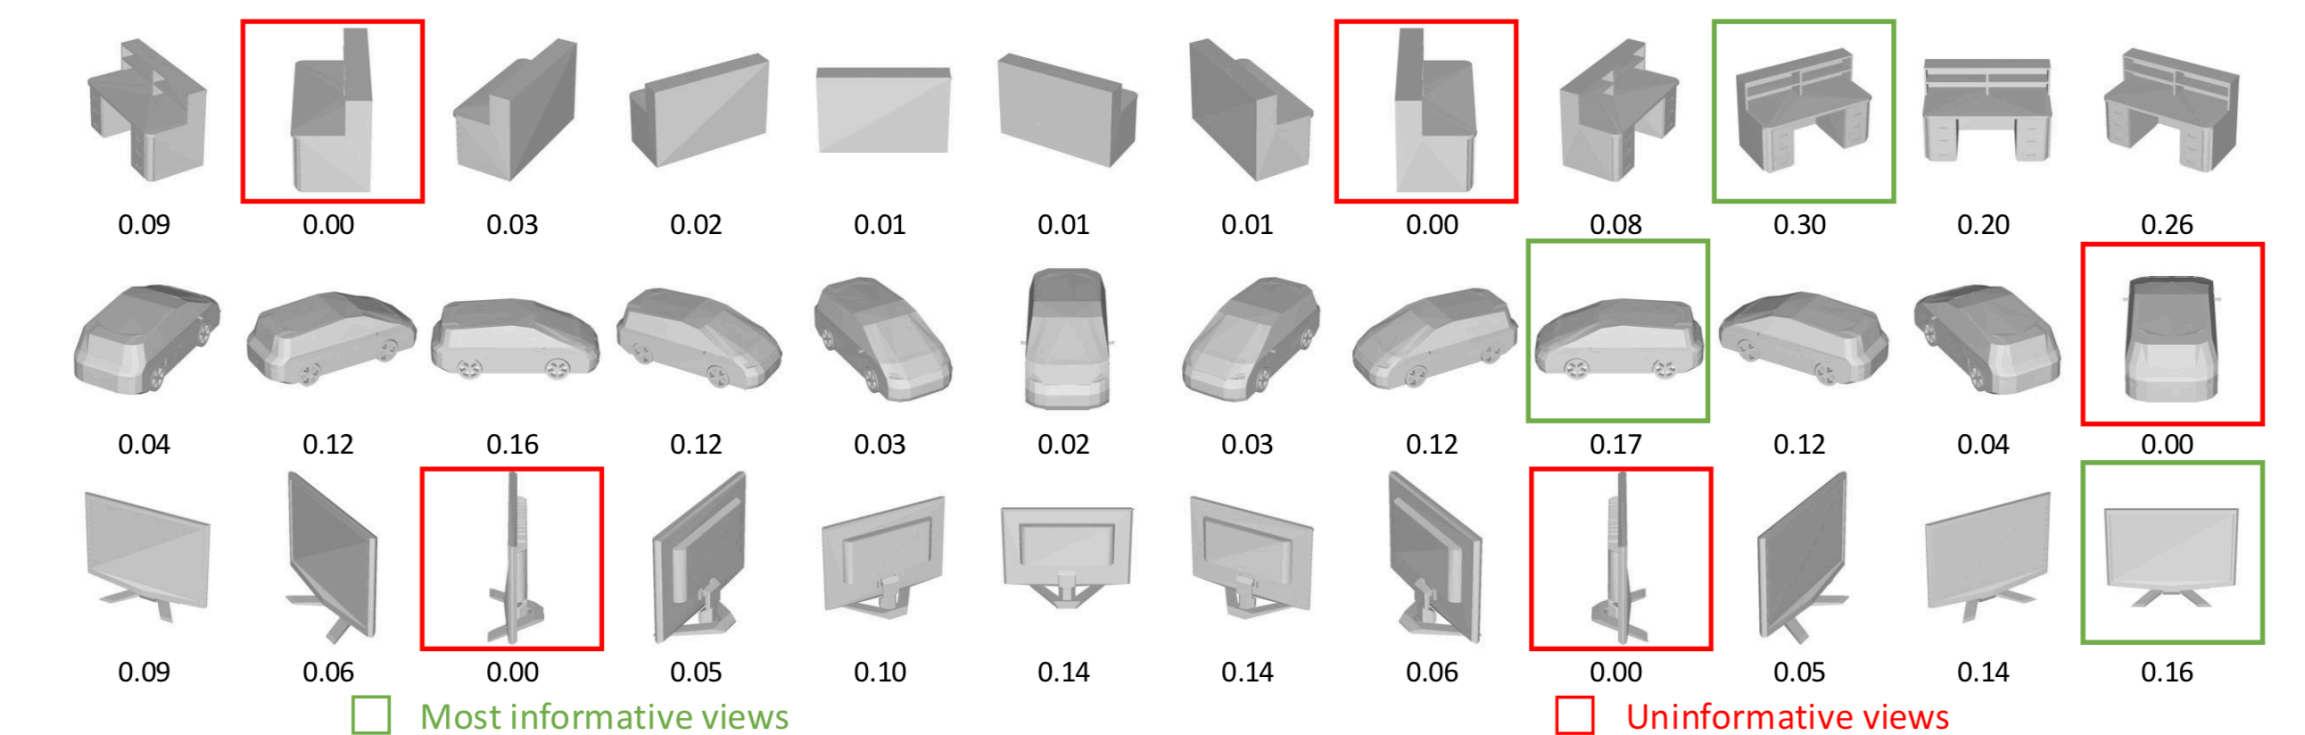 0.09 0.00 0.03 0.02 0.01 0.01 0.01 0.00 0.08 0.30 0.20 0.26
0.04 0.12 0.16 0.12 0.03 0.02 0.03 0.12 0.17 0.12 0.04 0.00
0.09 0.06 0.00 0.05 0.10 0.14 0.14 0.06 0.00 0.05 0.14 0.16
Most informative views Uninformative views